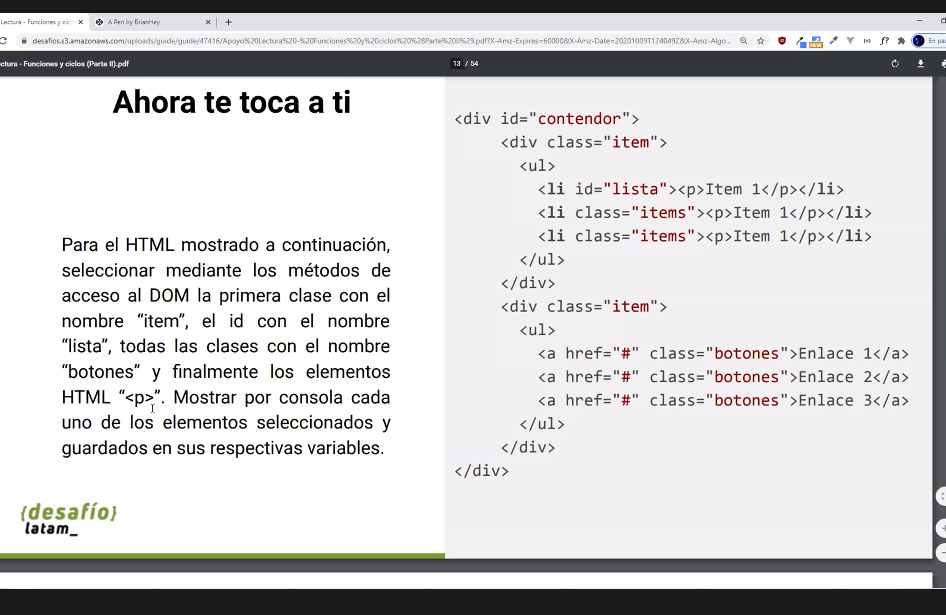 Lectura - Funciones y cicl
A Pen by BrianHey
desafios.s3.amazonaws.com/uploads/guide/guide/47416/Apoyo%20Lectura%20-%20Funciones%20y%20ciclos%20%28Parte%20II%29.pdf?X-Amz-Expires=60000&X-Amz-Date=20201009T124049Z&X-Amz-Algo...
NEW
f?
En pau
ctura - Funciones y ciclos (Parte II).pdf
13 / 54
Ahora te toca a ti
Para el HTML mostrado a continuación,
seleccionar mediante los métodos de
acceso al DOM la primera clase con el
nombre “item”, el id con el nombre
“lista”, todas las clases con el nombre
“botones” y finalmente los elementos
HTML “<p>”. Mostrar por consola cada
uno de los elementos seleccionados y
guardados en sus respectivas variables.
{desafío}
latam_
<div id="contendor">
<div class="item">
<ul>
<li id="lista"><p>Item 1</p></li>
<li class="items"><p>Item 1</p></li>
<li class="items"><p>Item 1</p></li>
</ul>
</div>
<div class="item">
<ul>
<a href="#" class="botones">Enlace 1</a>
<a href="#" class="botones">Enlace 2</a>
<a href="#" class="botones">Enlace 3</a>
</ul>
</div>
</div>